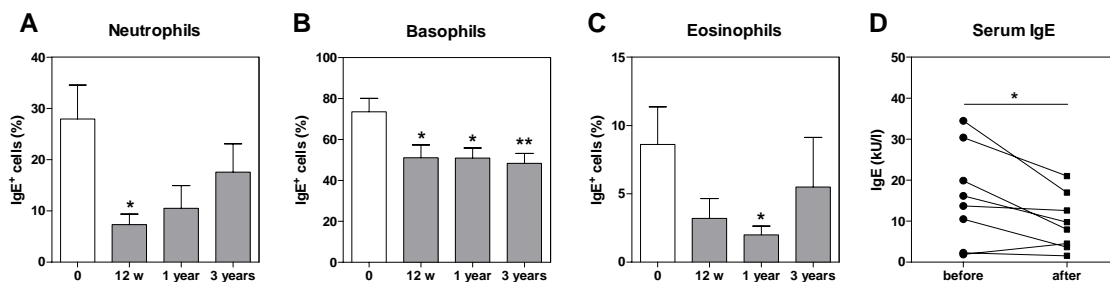 A
Neutrophils
IgE⁺ cells (%)
40
30
20
10
0
*
0 12 w 1 year 3 years
B
Basophils
IgE⁺ cells (%)
100
80
60
40
20
0
* * **
0 12 w 1 year 3 years
C
Eosinophils
IgE⁺ cells (%)
15
10
5
0
*
0 12 w 1 year 3 years
D
Serum IgE
IgE (kU/l)
50
40
30
20
10
0
*
before after